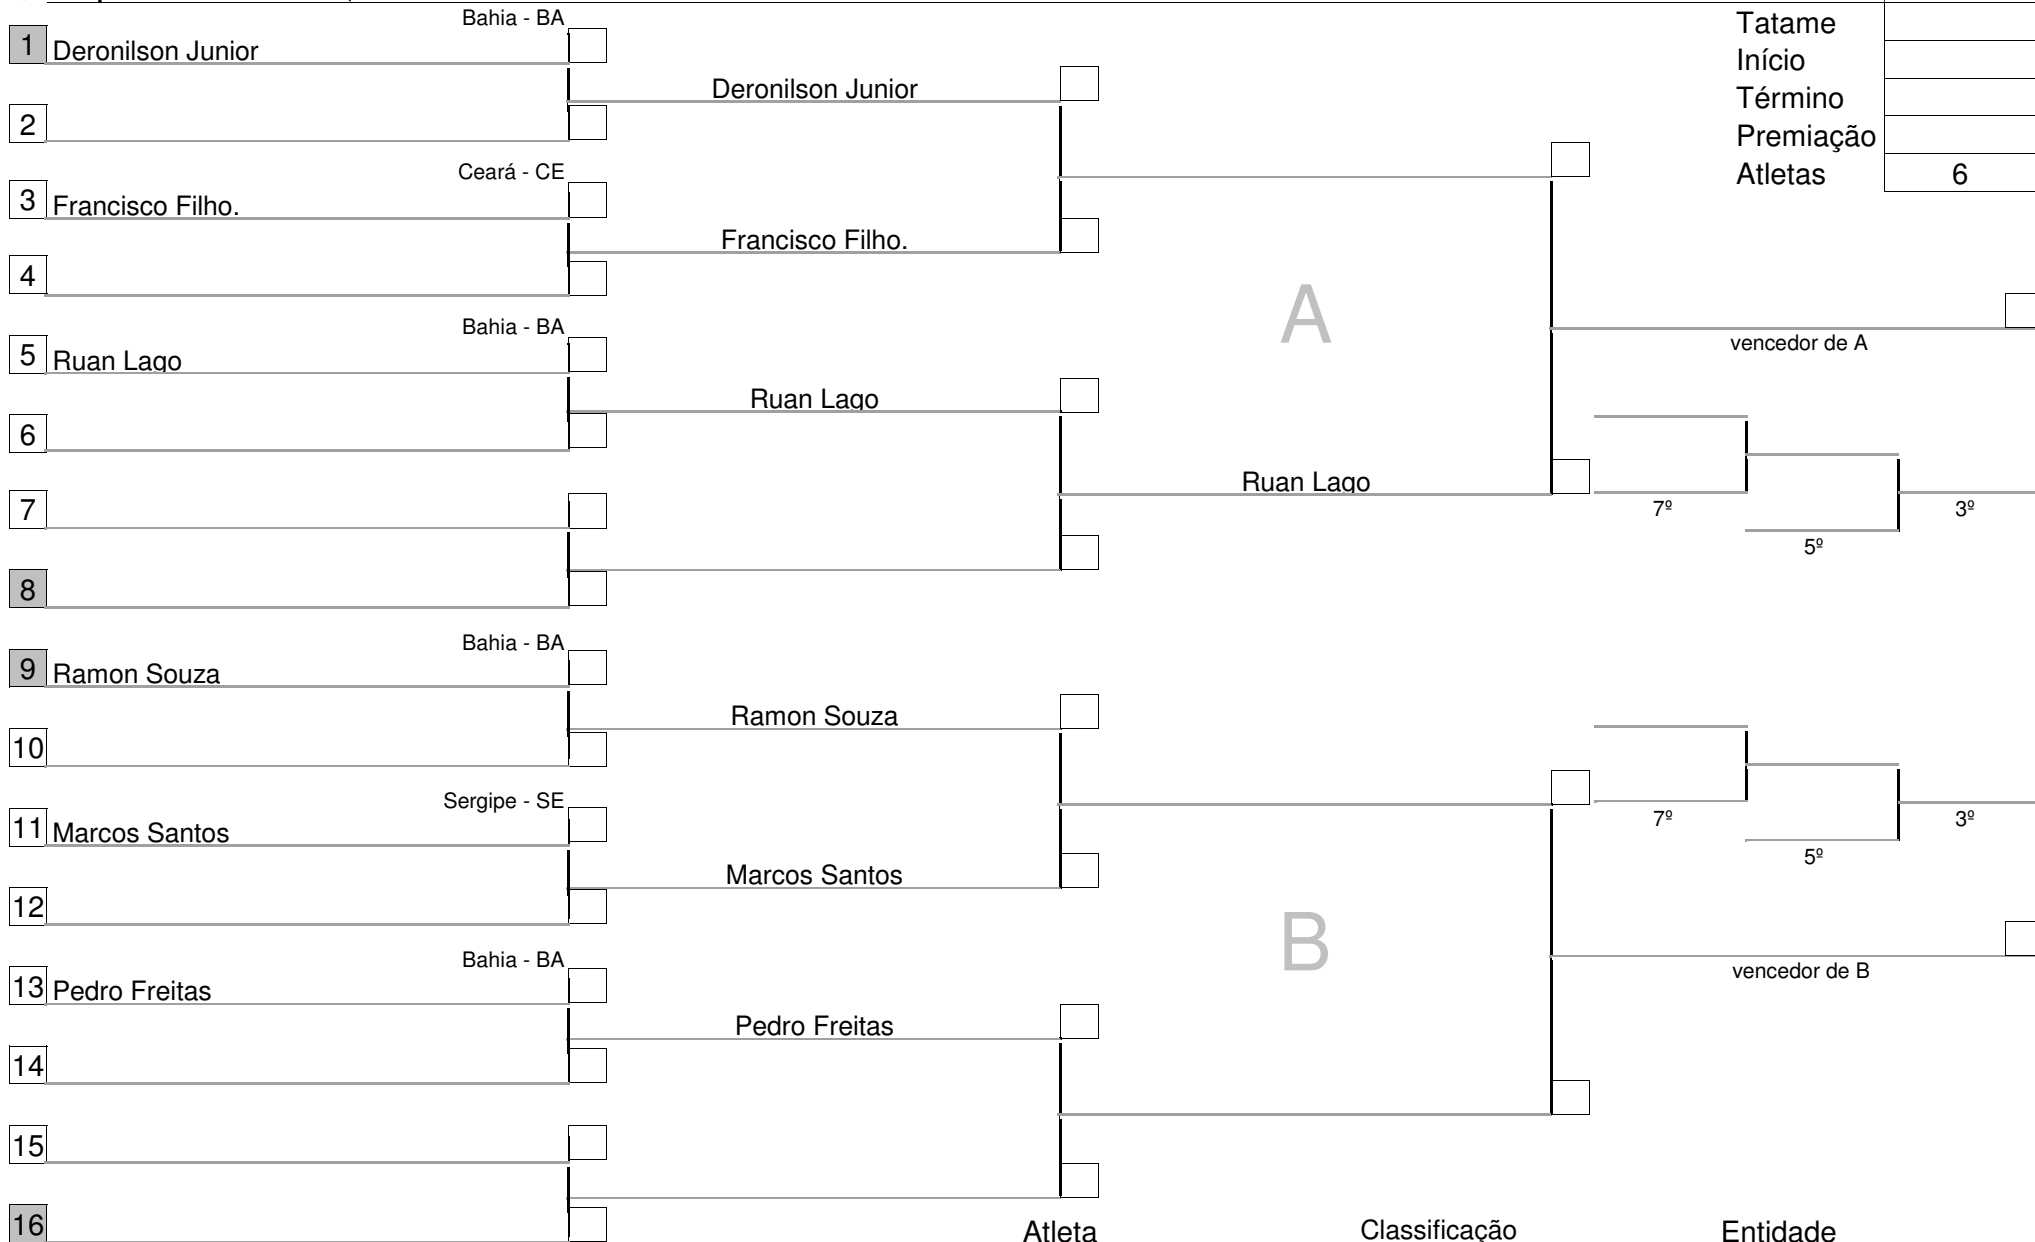 Bahia - BA
Tatame
1 Deronilson Junior
Início
Deronilson Junior
Término
2
Premiação
Ceará - CE
Atletas 6
3 Francisco Filho.
Francisco Filho.
4
A
Bahia - BA
vencedor de A
5 Ruan Lago
Ruan Lago
6
Ruan Lago
7
7º 3º
5º
8
Bahia - BA
9 Ramon Souza
Ramon Souza
10
Sergipe - SE
11 Marcos Santos
7º 3º
5º
Marcos Santos
12
B
Bahia - BA
vencedor de B
13 Pedro Freitas
Pedro Freitas
14
15
16
Atleta Classificação Entidade